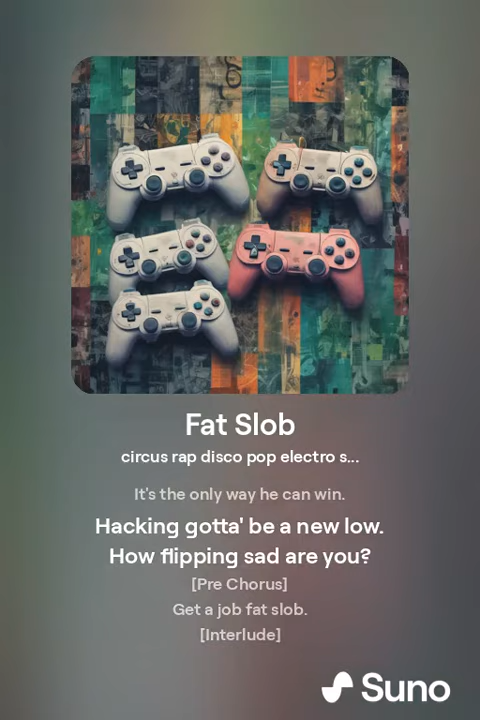 Fat Slob
circus rap disco pop electro s...
It's the only way he can win.
Hacking gotta' be a new low.
How flipping sad are you?
[Pre Chorus]
Get a job fat slob.
[Interlude]
Suno